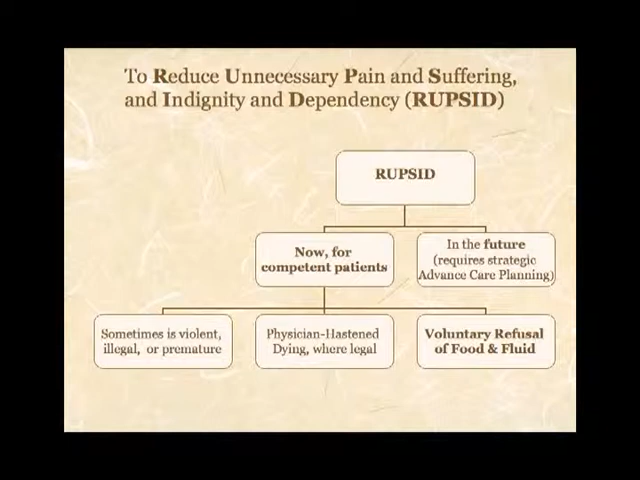 To Reduce Unnecessary Pain and Suffering,
and Indignity and Dependency (RUPSID)
RUPSID
Now, for
competent patients
In the future
(requires strategic
Advance Care Planning)
Sometimes is violent,
illegal, or premature
Physician-Hastened
Dying, where legal
Voluntary Refusal
of Food & Fluid